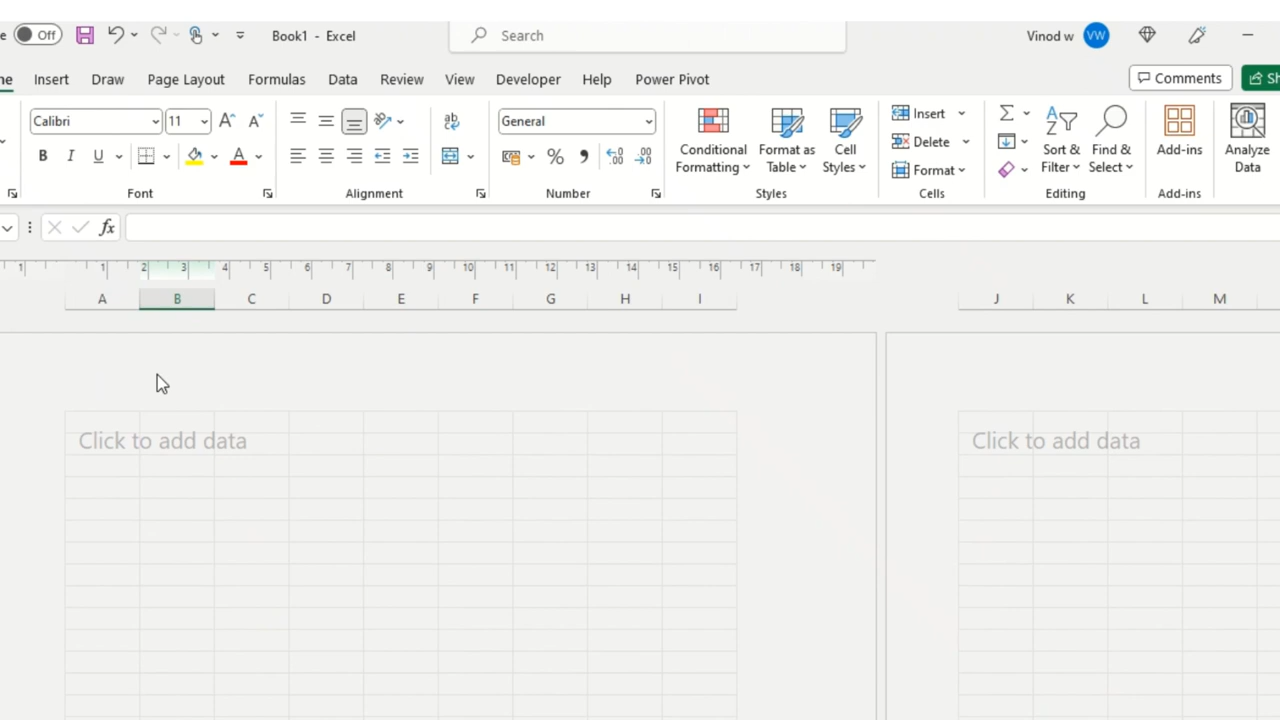 e Off Book1 - Excel Search Vinod w VW
ne Insert Draw Page Layout Formulas Data Review View Developer Help Power Pivot Comments Sh
Calibri 11 A^ A˅ ab General Conditional Formatting Format as Table Cell Styles Insert Sort & Filter Find & Select Add-ins Analyze Data
B I U A % Delete
Format
Font Alignment Number Styles Cells Editing Add-ins
fx
1 1 2 3 4 5 6 7 8 9 10 11 12 13 14 15 16 17 18 19
A B C D E F G H I J K L M
Click to add data Click to add data